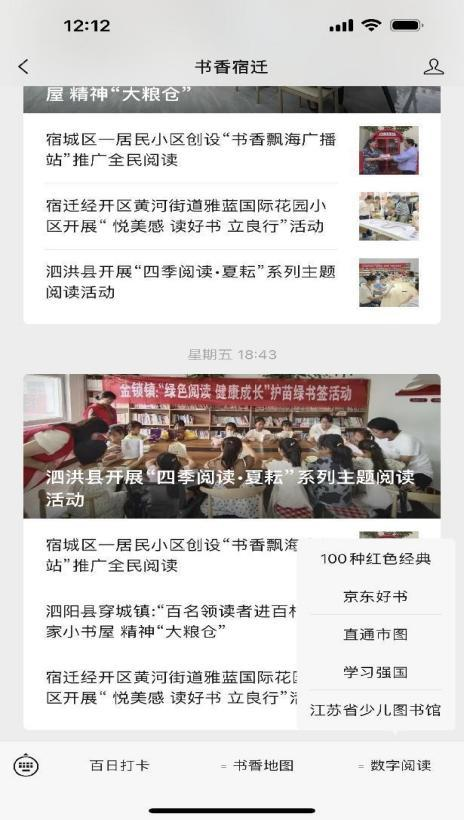 12:12
书香宿迁
屋 精神“大粮仓”
宿城区一居民小区创设“书香飘海广播
站”推广全民阅读
宿迁经开区黄河街道雅蓝国际花园小
区开展“ 悦美感 读好书 立良行”活动
泗洪县开展“四季阅读·夏耘”系列主题
阅读活动
星期五 18:43
金锁镇:“绿色阅读 健康成长”护苗绿书签活动
泗洪县开展“四季阅读·夏耘”系列主题阅读
活动
宿城区一居民小区创设“书香飘海
站”推广全民阅读
泗阳县穿城镇:“百名领读者进百村
家小书屋 精神“大粮仓”
宿迁经开区黄河街道雅蓝国际花园
区开展“ 悦美感 读好书 立良行”
100种红色经典
京东好书
直通市图
学习强国
江苏省少儿图书馆
百日打卡
= 书香地图
= 数字阅读